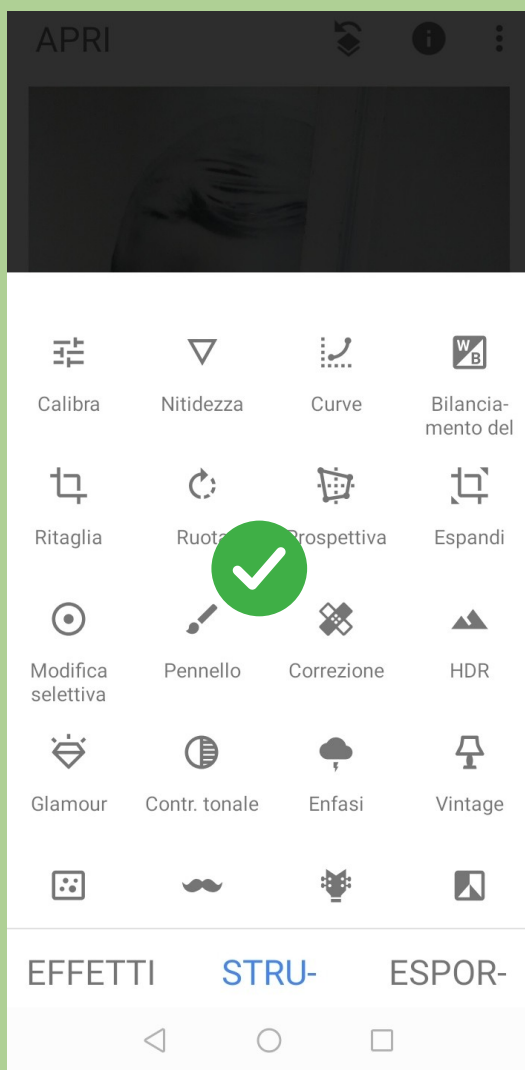 APRI
Calibra
Nitidezza
Curve
Bilancia-
mento del
Ritaglia
Ruota
Prospettiva
Espandi
Modifica
selettiva
Pennello
Correzione
HDR
Glamour
Contr. tonale
Enfasi
Vintage
EFFETTI
STRU-
ESPOR-